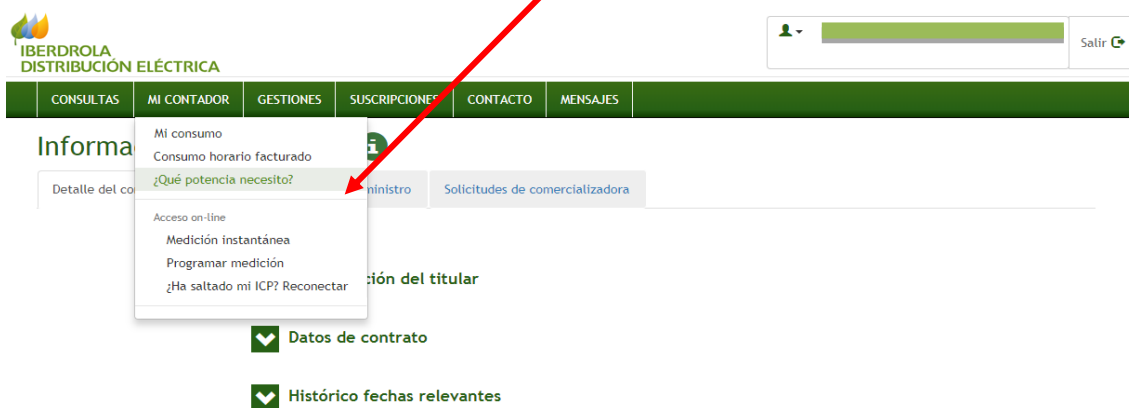 IBERDROLA
DISTRIBUCIÓN ELÉCTRICA
Salir
CONSULTAS MI CONTADOR GESTIONES SUSCRIPCIONES CONTACTO MENSAJES
Informa
Mi consumo
Consumo horario facturado
¿Qué potencia necesito?
Acceso on-line
Medición instantánea
Programar medición
¿Ha saltado mi ICP? Reconectar
Detalle del co
ministro
Solicitudes de comercializadora
ción del titular
Datos de contrato
Histórico fechas relevantes